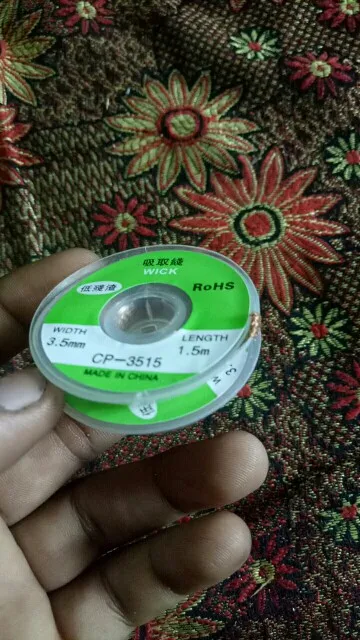 吸取線
WICK
低殘渣
RoHS
WIDTH
3.5mm
LENGTH
1.5m
CP-3515
MADE IN CHINA
W
3.